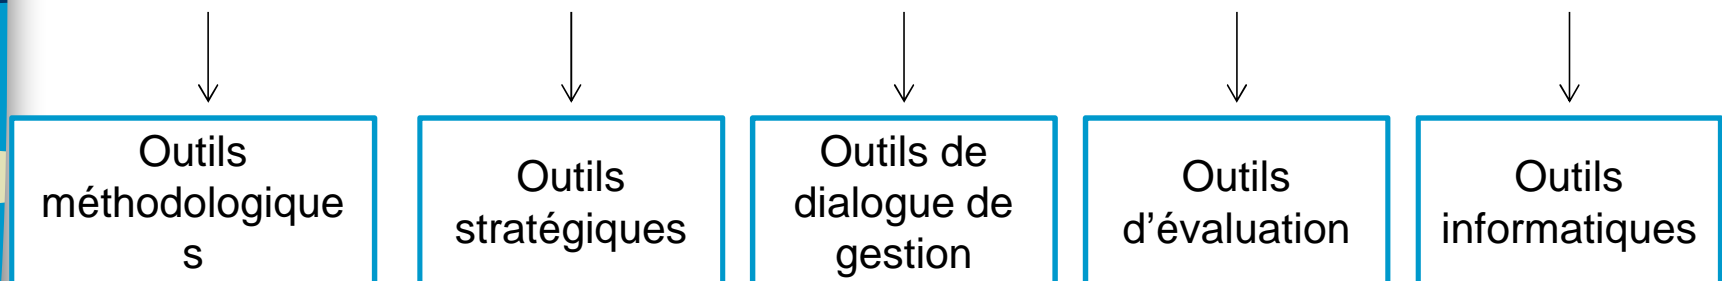 Outils
méthodologique
s
Outils
stratégiques
Outils de
dialogue de
gestion
Outils
d’évaluation
Outils
informatiques